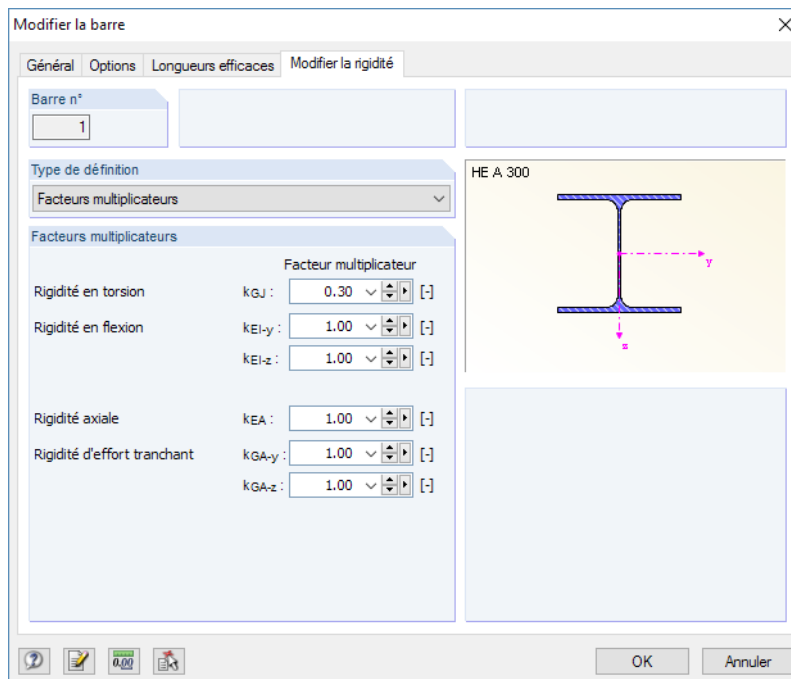 Modifier la barre
Général Options Longueurs efficaces Modifier la rigidité
Barre n°
1
Type de définition
Facteurs multiplicateurs
HE A 300
y
z
Facteurs multiplicateurs
Facteur multiplicateur
Rigidité en torsion kGJ : 0.30 [-]
Rigidité en flexion kEI-y : 1.00 [-]
kEI-z : 1.00 [-]
Rigidité axiale kEA : 1.00 [-]
Rigidité d'effort tranchant kGA-y : 1.00 [-]
kGA-z : 1.00 [-]
0.00
OK Annuler